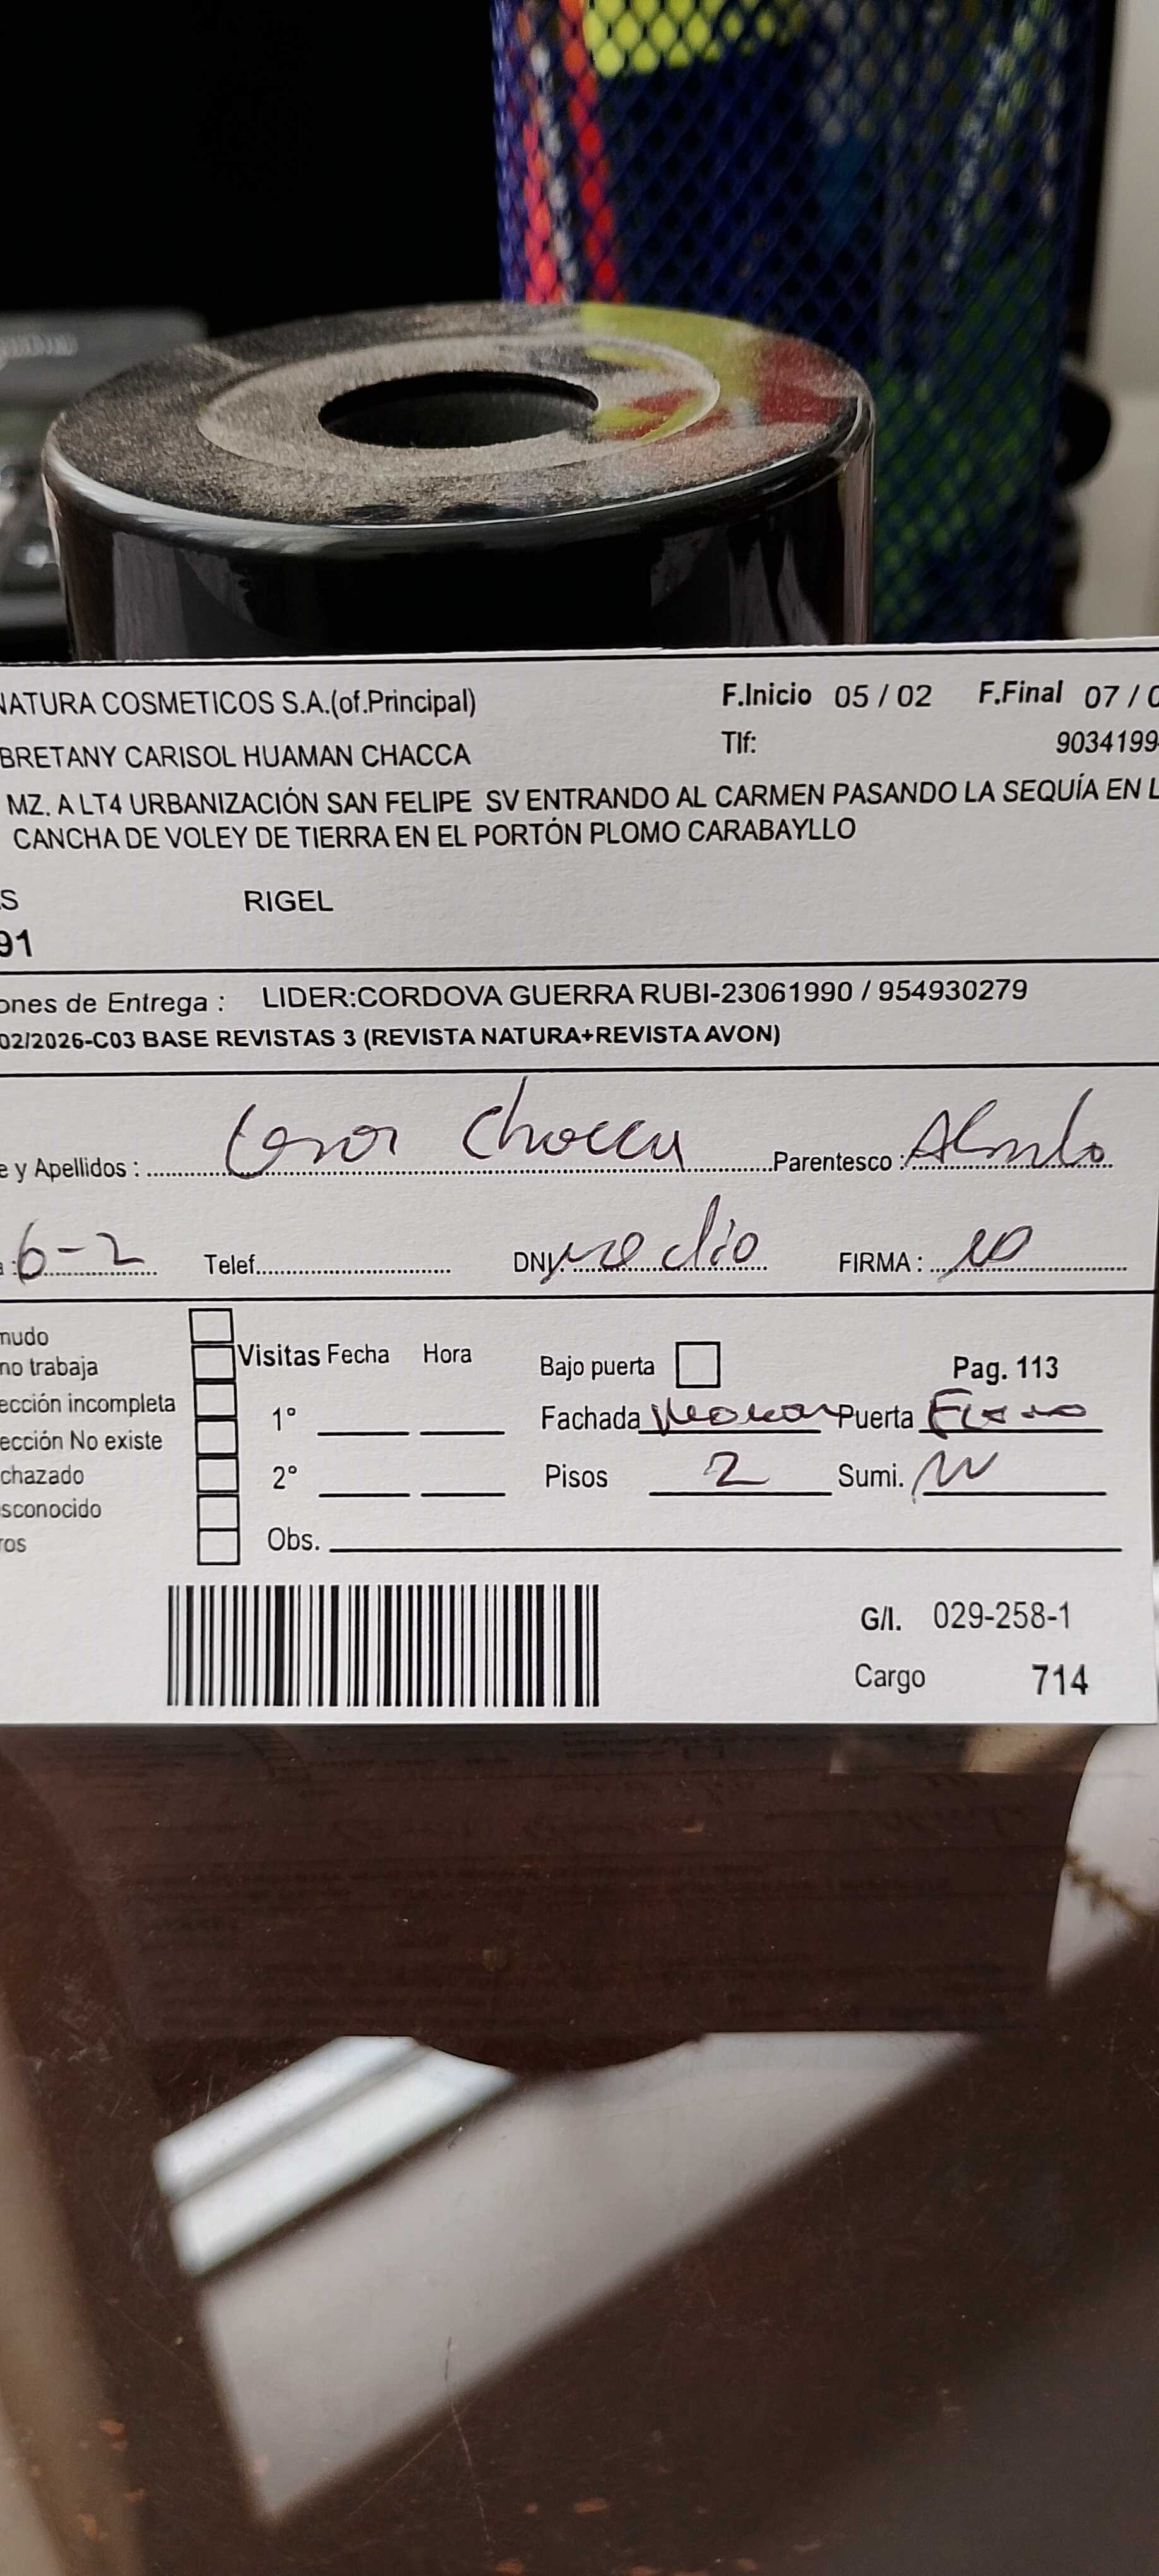 NATURA COSMETICOS S.A.(of.Principal) F.Inicio 05 / 02 F.Final 07 / 0
BRETANY CARISOL HUAMAN CHACCA Tlf: 9034199
MZ. A LT4 URBANIZACIÓN SAN FELIPE SV ENTRANDO AL CARMEN PASANDO LA SEQUÍA EN L
CANCHA DE VOLEY DE TIERRA EN EL PORTÓN PLOMO CARABAYLLO
S RIGEL
91
ones de Entrega : LIDER:CORDOVA GUERRA RUBI-23061990 / 954930279
02/2026-C03 BASE REVISTAS 3 (REVISTA NATURA+REVISTA AVON)
e y Apellidos : Chacca Parentesco :
a : 6-2 Telef. DNI. no dio FIRMA :
mudo
no trabaja Visitas Fecha Hora Bajo puerta Pag. 113
ección incompleta 1° Fachada Puerta
ección No existe
chazado 2° Pisos 2 Sumi.
sconocido
ros Obs.
G/I. 029-258-1
Cargo 714